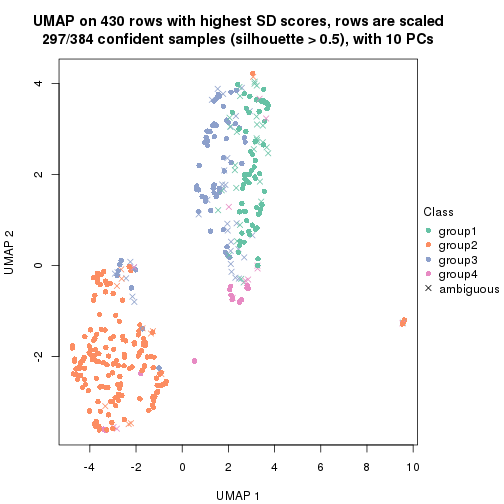 UMAP on 430 rows with highest SD scores, rows are scaled
297/384 confident samples (silhouette > 0.5), with 10 PCs
4
2
0
-2
UMAP 2
-4
-2
0
2
4
6
8
10
UMAP 1
Class
group1
group2
group3
group4
ambiguous